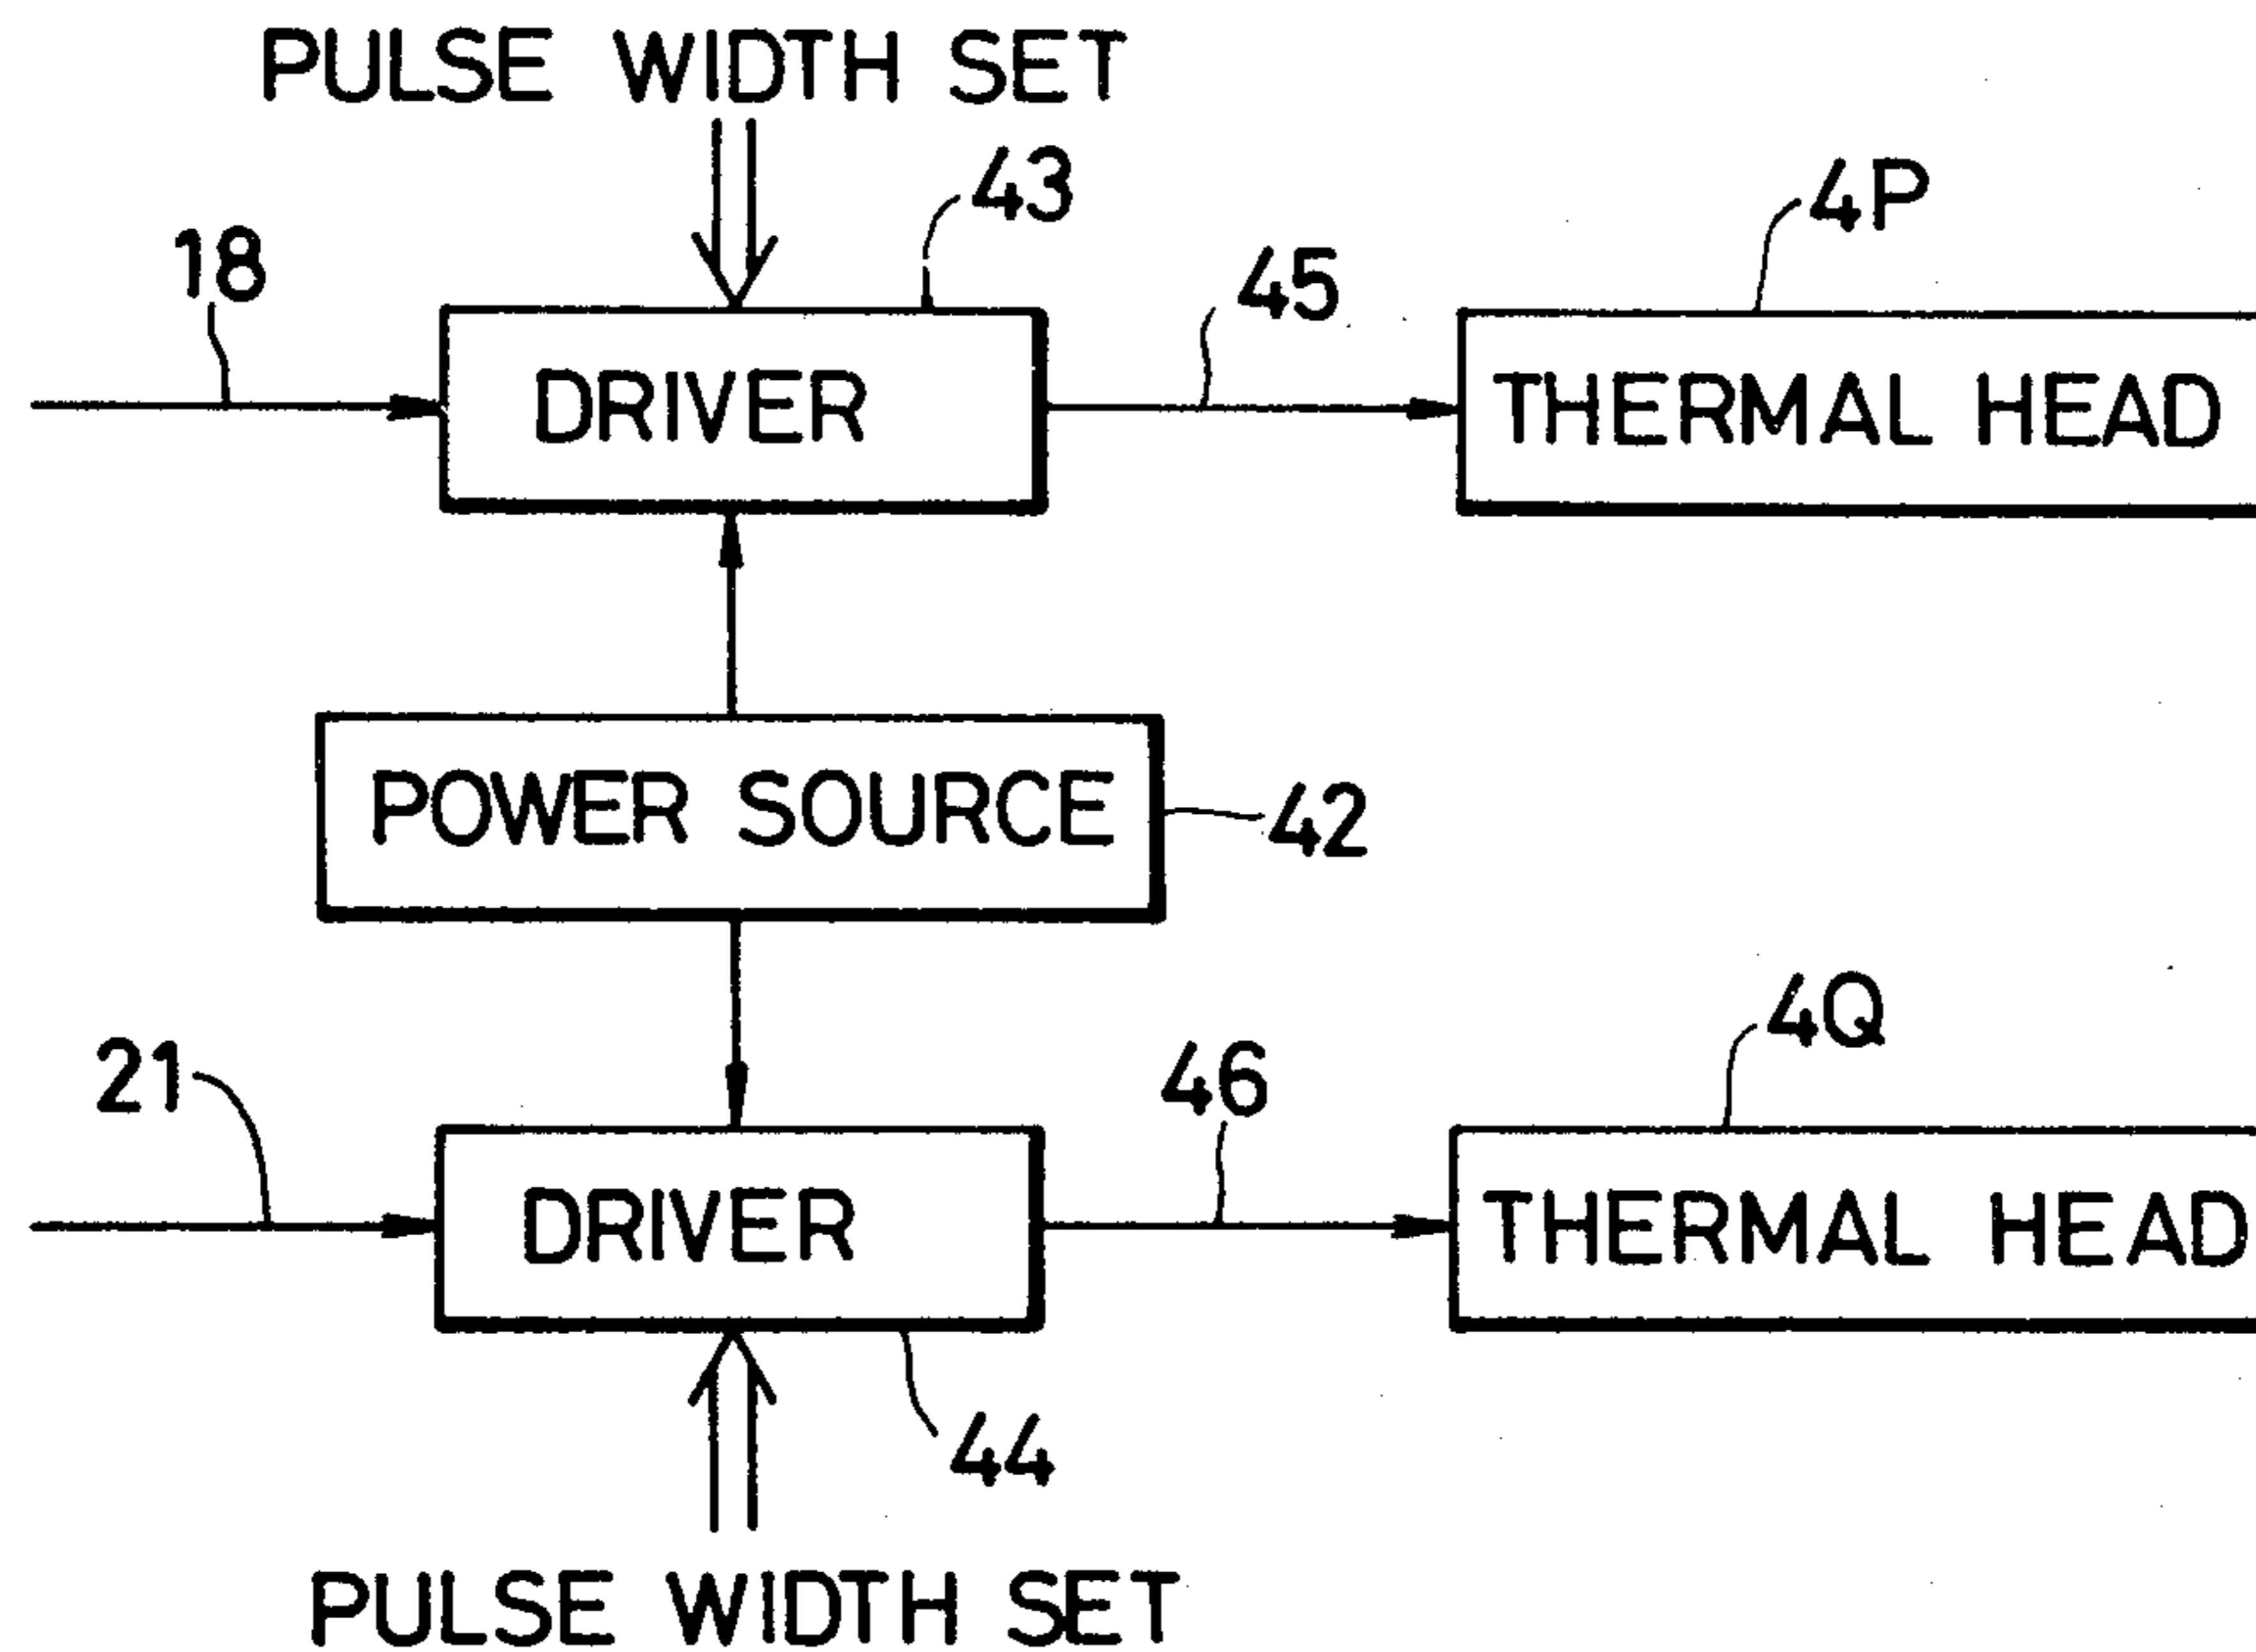 PULSE WIDTH SET
43
4P
18
45
DRIVER
THERMAL HEAD
POWER SOURCE
42
4Q
21
46
DRIVER
THERMAL HEAD
44
PULSE WIDTH SET